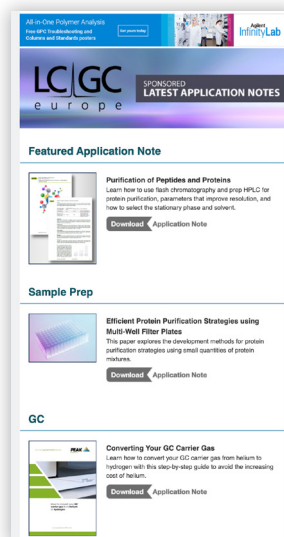 All-in-One Polymer Analysis
Free GPC Troubleshooting and
Columns and Standards posters
Agilent
InfinityLab
LC|GC
europe
SPONSORED
LATEST APPLICATION NOTES
Featured Application Note
Purification of Peptides and Proteins
Learn how to use flash chromatography and prep HPLC for
protein purification, parameters that improve resolution, and
how to select the stationary phase and solvent.
Download Application Note
Sample Prep
Efficient Protein Purification Strategies using
Multi-Well Filter Plates
This paper explores the development methods for protein
purification strategies using small quantities of protein
mixtures.
Download Application Note
GC
PEAK
Converting Your GC Carrier Gas
Learn how to convert your GC carrier gas from helium to
hydrogen with this step-by-step guide to avoid the increasing
cost of helium.
Download Application Note